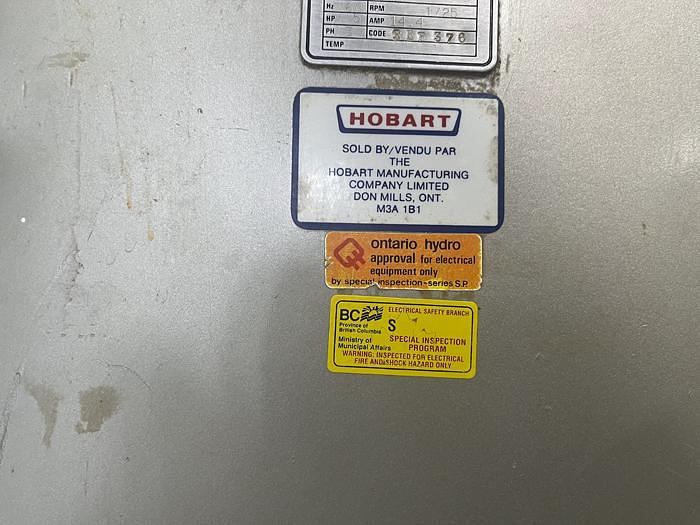 Hz RPM 1725
HP 5 AMP 14.4
PH CODE
TEMP
HOBART
SOLD BY/VENDU PAR
THE
HOBART MANUFACTURING
COMPANY LIMITED
DON MILLS, ONT.
M3A 1B1
ontario hydro
approval for electrical
equipment only
by special inspection-series S.P.
BC
Province of
British Columbia
Ministry of
Municipal Affairs
ELECTRICAL SAFETY BRANCH
S
SPECIAL INSPECTION
PROGRAM
WARNING: INSPECTED FOR ELECTRICAL
FIRE AND SHOCK HAZARD ONLY